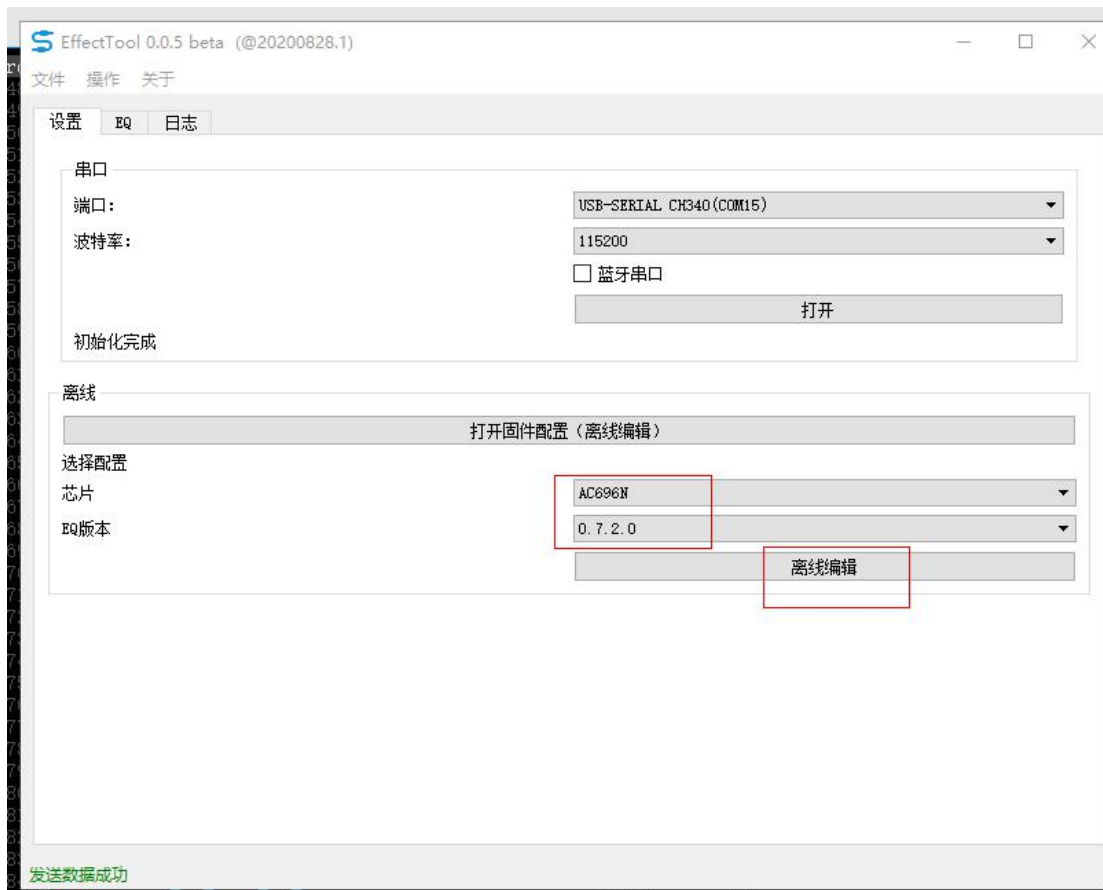 EffectTool 0.0.5 beta (@20200828.1)
文件 操作 关于
设置 EQ 日志
串口
端口: USB-SERIAL CH340(COM15)
波特率: 115200
蓝牙串口
打开
初始化完成
离线
打开固件配置（离线编辑）
选择配置
芯片 AC696N
EQ版本 0.7.2.0
离线编辑
发送数据成功